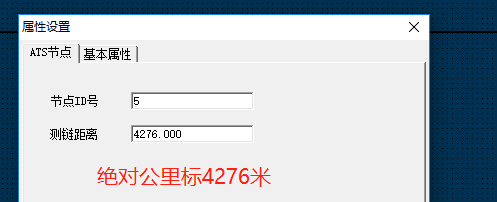 属性设置
ATS节点 基本属性
节点ID号 5
测链距离 4276.000
绝对公里标4276米